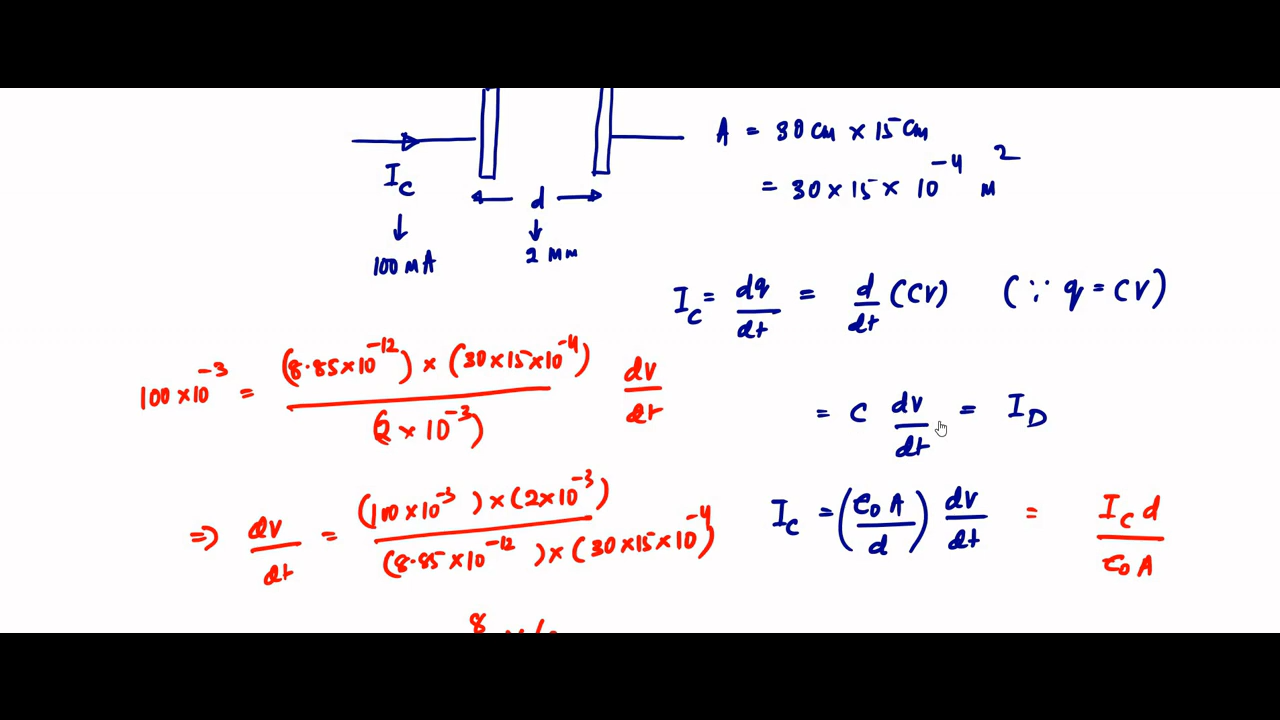 A = 30 cm × 15 cm
I_C
= 30 × 15 × 10^-4 m^2
d
100 mA
2 mm
I_C = dq/dt = d/dt (CV) (∵ q = CV)
100 × 10^-3 = (8.85 × 10^-12) × (30 × 15 × 10^-4) / (2 × 10^-3) dv/dt
= C dv/dt = I_D
⇒ dv/dt = (100 × 10^-3) × (2 × 10^-3) / (8.85 × 10^-12) × (30 × 15 × 10^-4)
I_C = (ϵ0 A / d) dv/dt = I_C d / ϵ0 A
8